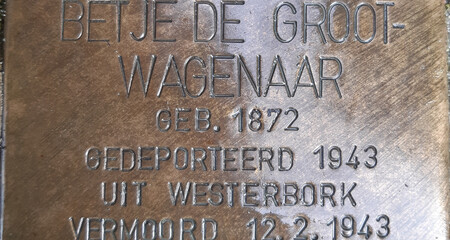 BETJE DE GROOT-
WAGENAAR
GEB. 1872
GEDEPORTEERD 1943
UIT WESTERBORK
VERMOORD 12.2.1943